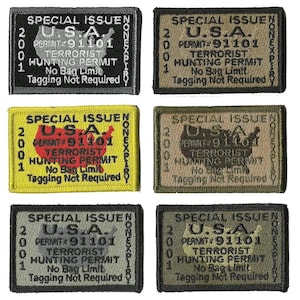 SPECIAL ISSUE
2001
U.S.A.
PERMIT# 91101
TERRORIST
HUNTING PERMIT
No Bag Limit
Tagging Not Required
NONEXPIRY
SPECIAL ISSUE
2001
U.S.A.
PERMIT# 91101
TERRORIST
HUNTING PERMIT
No Bag Limit
Tagging Not Required
NONEXPIRY
SPECIAL ISSUE
2001
U.S.A.
PERMIT# 91101
TERRORIST
HUNTING PERMIT
No Bag Limit
Tagging Not Required
NONEXPIRY
SPECIAL ISSUE
2001
U.S.A.
PERMIT# 91101
TERRORIST
HUNTING PERMIT
No Bag Limit
Tagging Not Required
NONEXPIRY
SPECIAL ISSUE
2001
U.S.A.
PERMIT# 91101
TERRORIST
HUNTING PERMIT
No Bag Limit
Tagging Not Required
NONEXPIRY
SPECIAL ISSUE
2001
U.S.A.
PERMIT# 91101
TERRORIST
HUNTING PERMIT
No Bag Limit
Tagging Not Required
NONEXPIRY